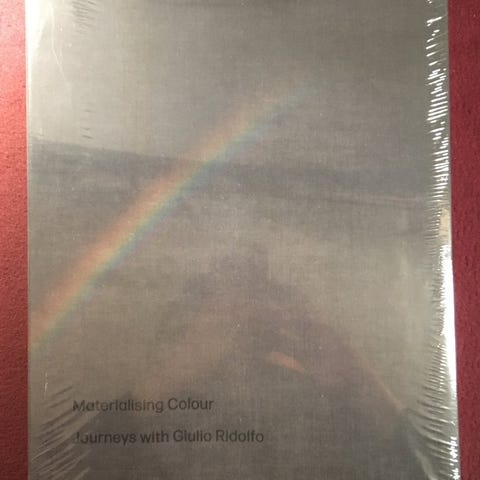 Materialising Colour
Journeys with Giulio Ridolfo